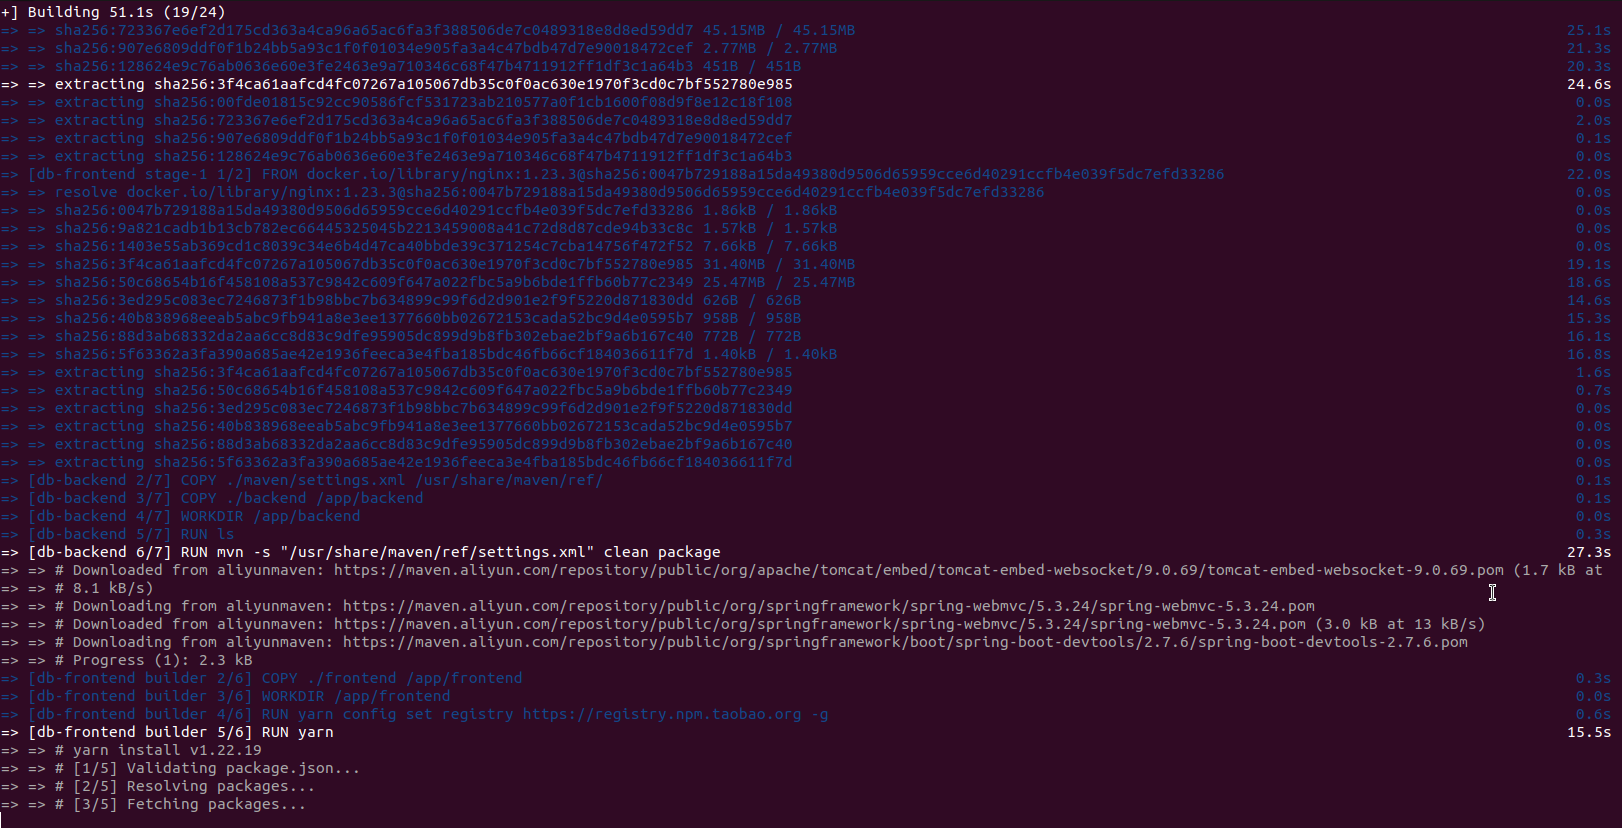 +] Building 51.1s (19/24)
=> => sha256:723367e6ef2d175cd363a4ca96a65ac6fa3f388506de7c0489318e8d8ed59dd7 45.15MB / 45.15MB 25.1s
=> => sha256:907e6809ddf0f1b24bb5a93c1f0f01034e905fa3a4c47bdb47d7e90018472cef 2.77MB / 2.77MB 21.3s
=> => sha256:128624e9c76ab0636e60e3fe2463e9a710346c68f47b4711912ff1df3c1a64b3 451B / 451B 20.3s
=> => extracting sha256:3f4ca61aafcd4fc07267a105067db35c0f0ac630e1970f3cd0c7bf552780e985 24.6s
=> => extracting sha256:00fde01815c92cc90586fcf531723ab210577a0f1cb1600f08d9f8e12c18f108 0.0s
=> => extracting sha256:723367e6ef2d175cd363a4ca96a65ac6fa3f388506de7c0489318e8d8ed59dd7 2.0s
=> => extracting sha256:907e6809ddf0f1b24bb5a93c1f0f01034e905fa3a4c47bdb47d7e90018472cef 0.1s
=> => extracting sha256:128624e9c76ab0636e60e3fe2463e9a710346c68f47b4711912ff1df3c1a64b3 0.0s
=> [db-frontend stage-1 1/2] FROM docker.io/library/nginx:1.23.3@sha256:0047b729188a15da49380d9506d65959cce6d40291ccfb4e039f5dc7efd33286 22.0s
=> => resolve docker.io/library/nginx:1.23.3@sha256:0047b729188a15da49380d9506d65959cce6d40291ccfb4e039f5dc7efd33286 0.0s
=> => sha256:0047b729188a15da49380d9506d65959cce6d40291ccfb4e039f5dc7efd33286 1.86kB / 1.86kB 0.0s
=> => sha256:9a821cadb1b13cb782ec66445325045b2213459008a41c72d8d87cde94b33c8c 1.57kB / 1.57kB 0.0s
=> => sha256:1403e55ab369cd1c8039c34e6b4d47ca40bbde39c371254c7cba14756f472f52 7.66kB / 7.66kB 0.0s
=> => sha256:3f4ca61aafcd4fc07267a105067db35c0f0ac630e1970f3cd0c7bf552780e985 31.40MB / 31.40MB 19.1s
=> => sha256:50c68654b16f458108a537c9842c609f647a022fbc5a9b6bde1ffb60b77c2349 25.47MB / 25.47MB 18.6s
=> => sha256:3ed295c083ec7246873f1b98bbc7b634899c99f6d2d901e2f9f5220d871830dd 626B / 626B 14.6s
=> => sha256:40b838968eeab5abc9fb941a8e3ee1377660bb02672153cada52bc9d4e0595b7 958B / 958B 15.3s
=> => sha256:88d3ab68332da2aa6cc8d83c9dfe95905dc899d9b8fb302ebae2bf9a6b167c40 772B / 772B 16.1s
=> => sha256:5f63362a3fa390a685ae42e1936feeca3e4fba185bdc46fb66cf184036611f7d 1.40kB / 1.40kB 16.8s
=> => extracting sha256:3f4ca61aafcd4fc07267a105067db35c0f0ac630e1970f3cd0c7bf552780e985 1.6s
=> => extracting sha256:50c68654b16f458108a537c9842c609f647a022fbc5a9b6bde1ffb60b77c2349 0.7s
=> => extracting sha256:3ed295c083ec7246873f1b98bbc7b634899c99f6d2d901e2f9f5220d871830dd 0.0s
=> => extracting sha256:40b838968eeab5abc9fb941a8e3ee1377660bb02672153cada52bc9d4e0595b7 0.0s
=> => extracting sha256:88d3ab68332da2aa6cc8d83c9dfe95905dc899d9b8fb302ebae2bf9a6b167c40 0.0s
=> => extracting sha256:5f63362a3fa390a685ae42e1936feeca3e4fba185bdc46fb66cf184036611f7d 0.0s
=> [db-backend 2/7] COPY ./maven/settings.xml /usr/share/maven/ref/ 0.1s
=> [db-backend 3/7] COPY ./backend /app/backend 0.1s
=> [db-backend 4/7] WORKDIR /app/backend 0.0s
=> [db-backend 5/7] RUN ls 0.3s
=> [db-backend 6/7] RUN mvn -s "/usr/share/maven/ref/settings.xml" clean package 27.3s
=> => # Downloaded from aliyunmaven: https://maven.aliyun.com/repository/public/org/apache/tomcat/embed/tomcat-embed-websocket/9.0.69/tomcat-embed-websocket-9.0.69.pom (1.7 kB at
=> => # 8.1 kB/s)
=> => # Downloading from aliyunmaven: https://maven.aliyun.com/repository/public/org/springframework/spring-webmvc/5.3.24/spring-webmvc-5.3.24.pom
=> => # Downloaded from aliyunmaven: https://maven.aliyun.com/repository/public/org/springframework/spring-webmvc/5.3.24/spring-webmvc-5.3.24.pom (3.0 kB at 13 kB/s)
=> => # Downloading from aliyunmaven: https://maven.aliyun.com/repository/public/org/springframework/boot/spring-boot-devtools/2.7.6/spring-boot-devtools-2.7.6.pom
=> => # Progress (1): 2.3 kB
=> [db-frontend builder 2/6] COPY ./frontend /app/frontend 0.3s
=> [db-frontend builder 3/6] WORKDIR /app/frontend 0.0s
=> [db-frontend builder 4/6] RUN yarn config set registry https://registry.npm.taobao.org -g 0.6s
=> [db-frontend builder 5/6] RUN yarn 15.5s
=> => # yarn install v1.22.19
=> => # [1/5] Validating package.json...
=> => # [2/5] Resolving packages...
=> => # [3/5] Fetching packages...